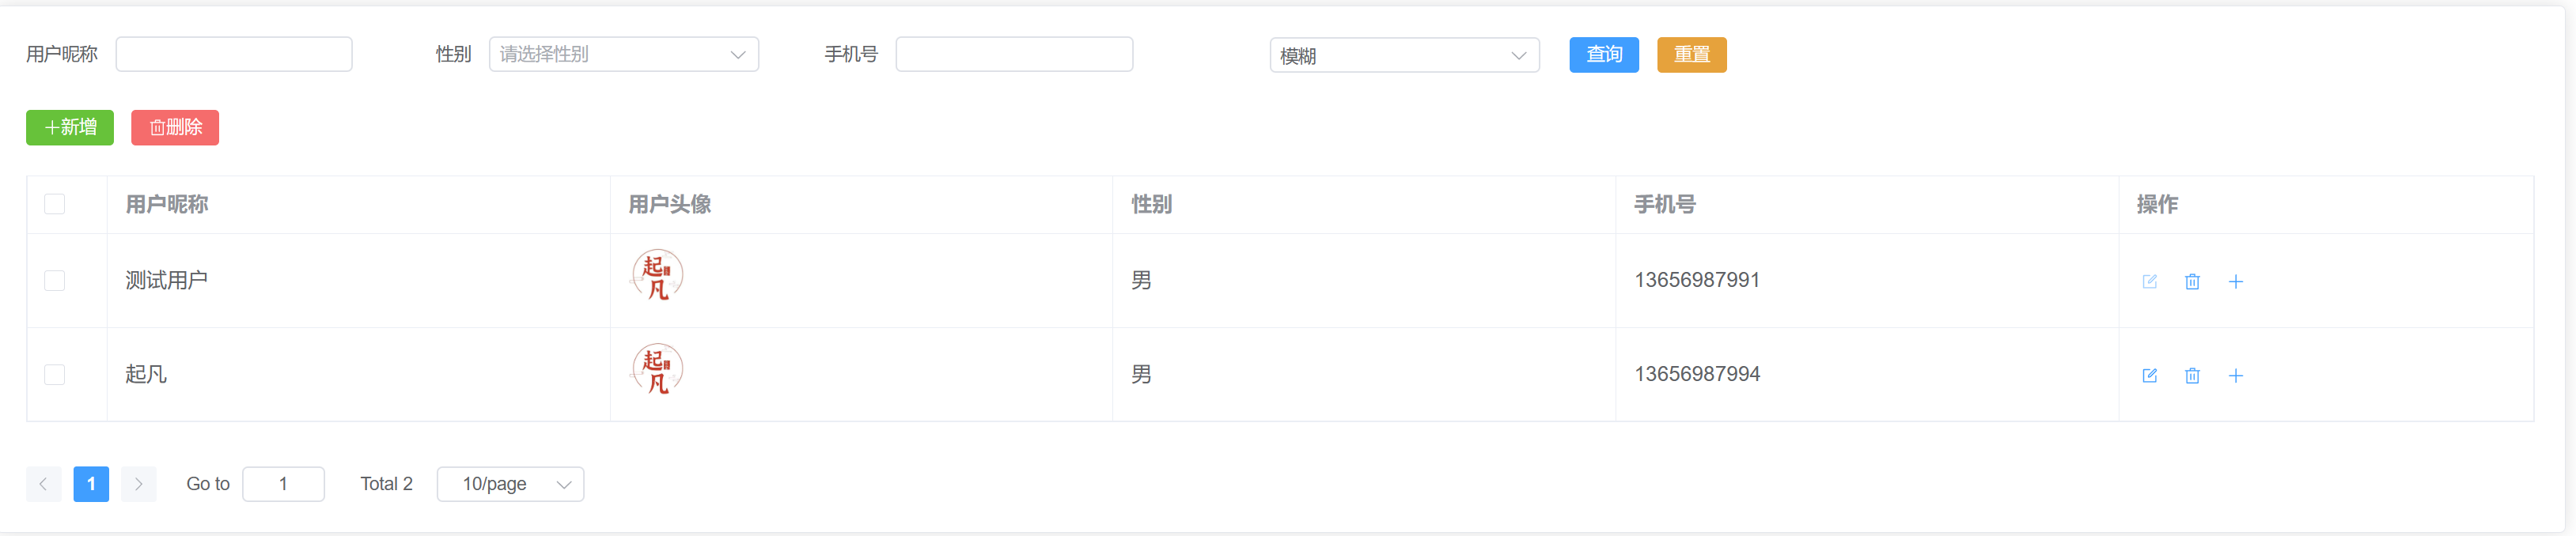 用户昵称 性别 请选择性别 手机号 模糊 查询 重置
新增 删除
用户昵称 用户头像 性别 手机号 操作
起凡
测试用户 男 13656987991
起凡
起凡 男 13656987994
1 Go to 1 Total 2 10/page